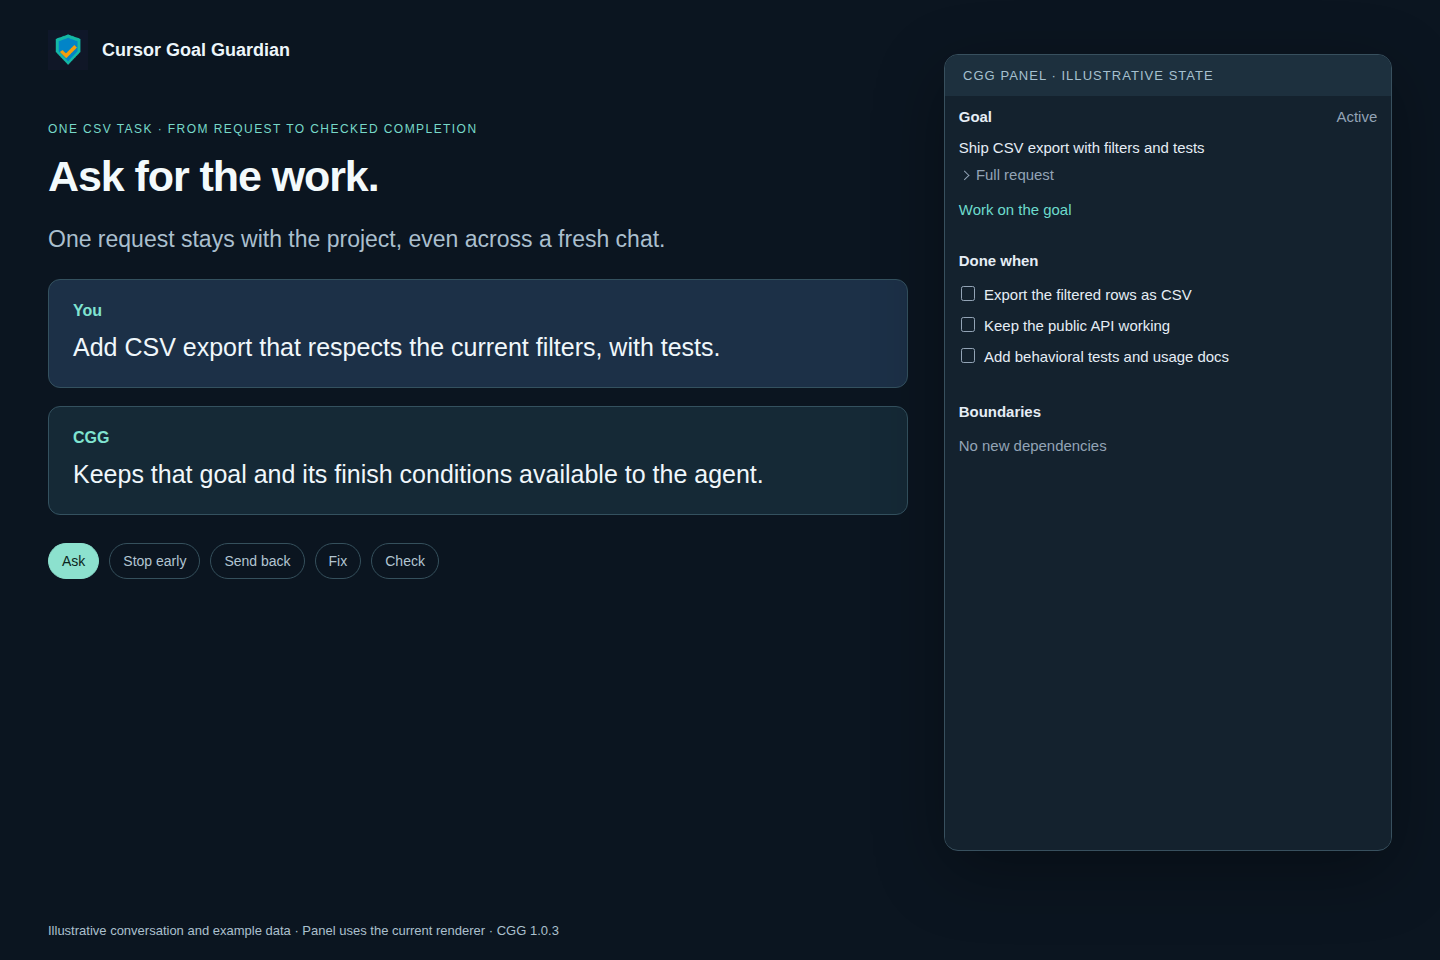 Cursor Goal Guardian
ONE CSV TASK · FROM REQUEST TO CHECKED COMPLETION
Ask for the work.
One request stays with the project, even across a fresh chat.
You
Add CSV export that respects the current filters, with tests.
CGG
Keeps that goal and its finish conditions available to the agent.
Ask Stop early Send back Fix Check
CGG PANEL · ILLUSTRATIVE STATE
Goal Active
Ship CSV export with filters and tests
Full request
Work on the goal
Done when
Export the filtered rows as CSV
Keep the public API working
Add behavioral tests and usage docs
Boundaries
No new dependencies
Illustrative conversation and example data · Panel uses the current renderer · CGG 1.0.3